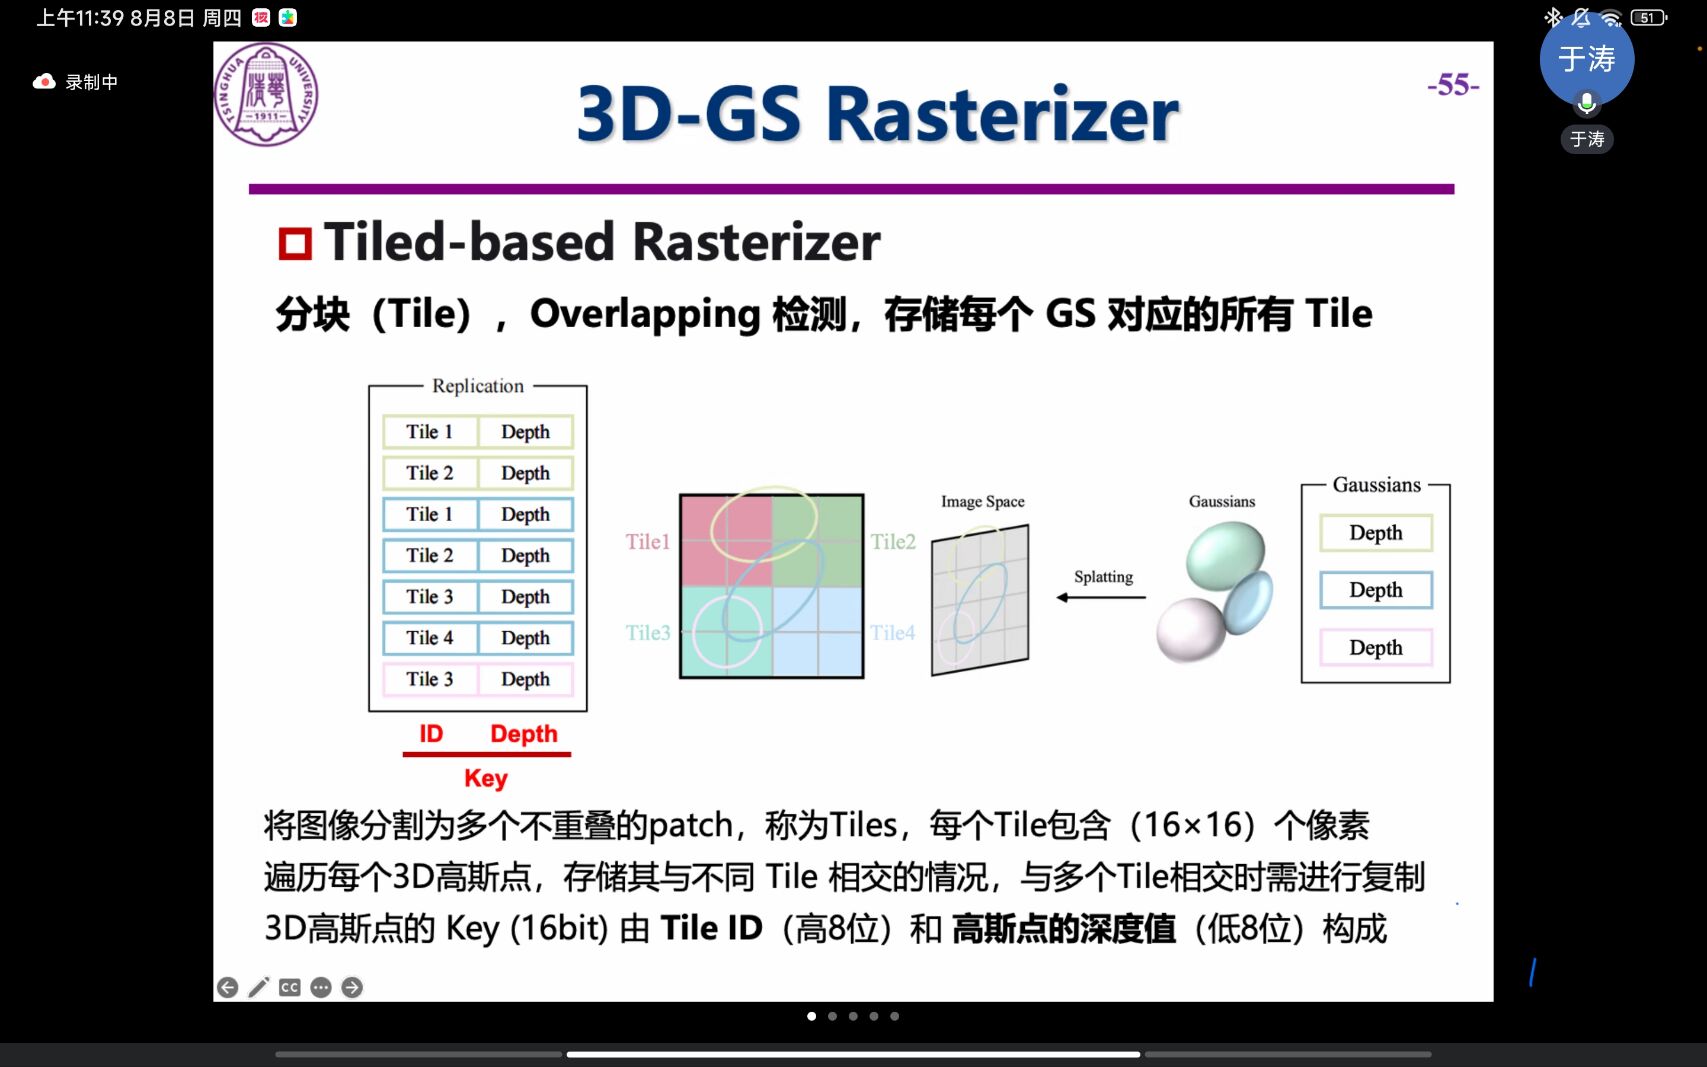 上午11:39 8月8日 周四
51
录制中
于涛
于涛
TSINGHUA UNIVERSITY
-1911-
3D-GS Rasterizer
-55-
Tiled-based Rasterizer
分块（Tile），Overlapping 检测，存储每个 GS 对应的所有 Tile
Replication
Tile 1 Depth
Tile 2 Depth
Tile 1 Depth
Tile 2 Depth
Tile 3 Depth
Tile 4 Depth
Tile 3 Depth
ID Depth
Key
Tile1
Tile2
Tile3
Tile4
Image Space
Splatting
Gaussians
Gaussians
Depth
Depth
Depth
将图像分割为多个不重叠的patch，称为Tiles，每个Tile包含（16×16）个像素
遍历每个3D高斯点，存储其与不同 Tile 相交的情况，与多个Tile相交时需进行复制
3D高斯点的 Key (16bit) 由 Tile ID（高8位）和 高斯点的深度值（低8位）构成
CC